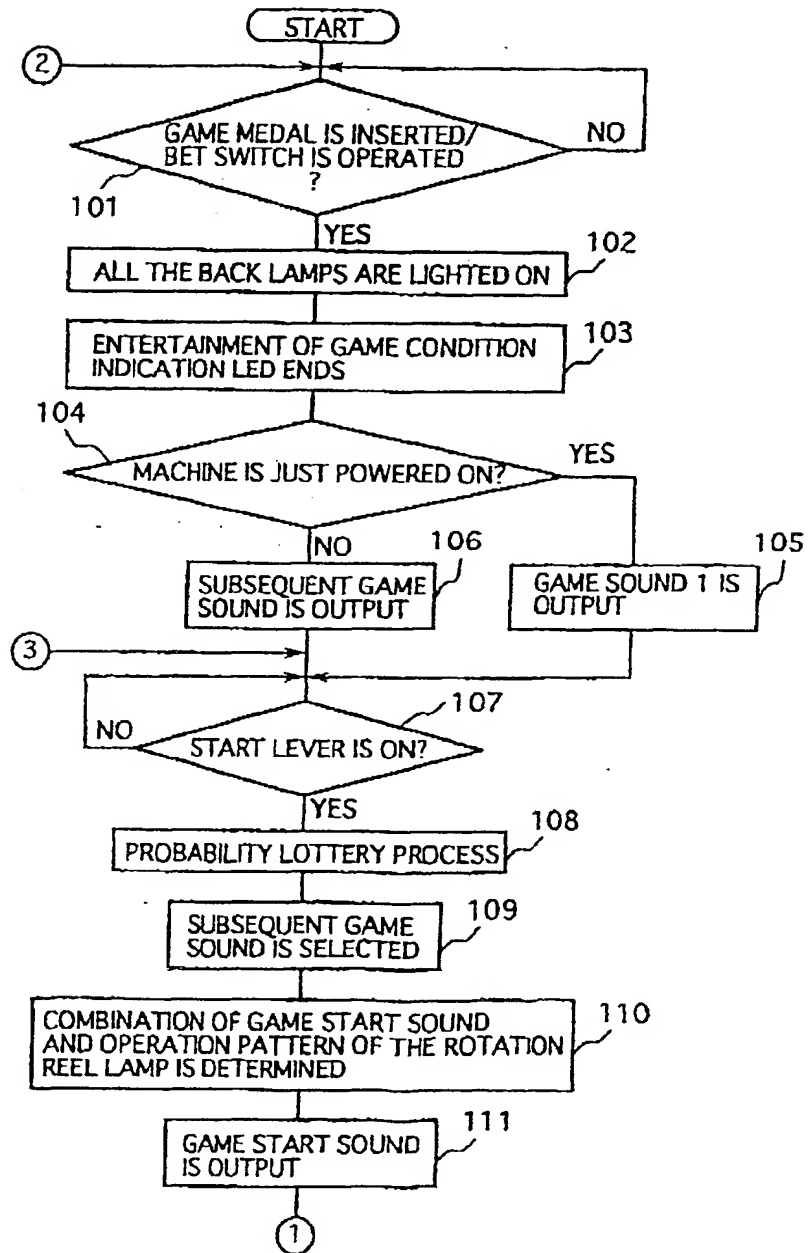 START
2
GAME MEDAL IS INSERTED/
BET SWITCH IS OPERATED
?
NO
101
YES
ALL THE BACK LAMPS ARE LIGHTED ON
102
ENTERTAINMENT OF GAME CONDITION
INDICATION LED ENDS
103
104
MACHINE IS JUST POWERED ON?
YES
NO
106
SUBSEQUENT GAME
SOUND IS OUTPUT
105
GAME SOUND 1 IS
OUTPUT
3
107
NO
START LEVER IS ON?
YES
108
PROBABILITY LOTTERY PROCESS
109
SUBSEQUENT GAME
SOUND IS SELECTED
110
COMBINATION OF GAME START SOUND
AND OPERATION PATTERN OF THE ROTATION
REEL LAMP IS DETERMINED
111
GAME START SOUND
IS OUTPUT
1